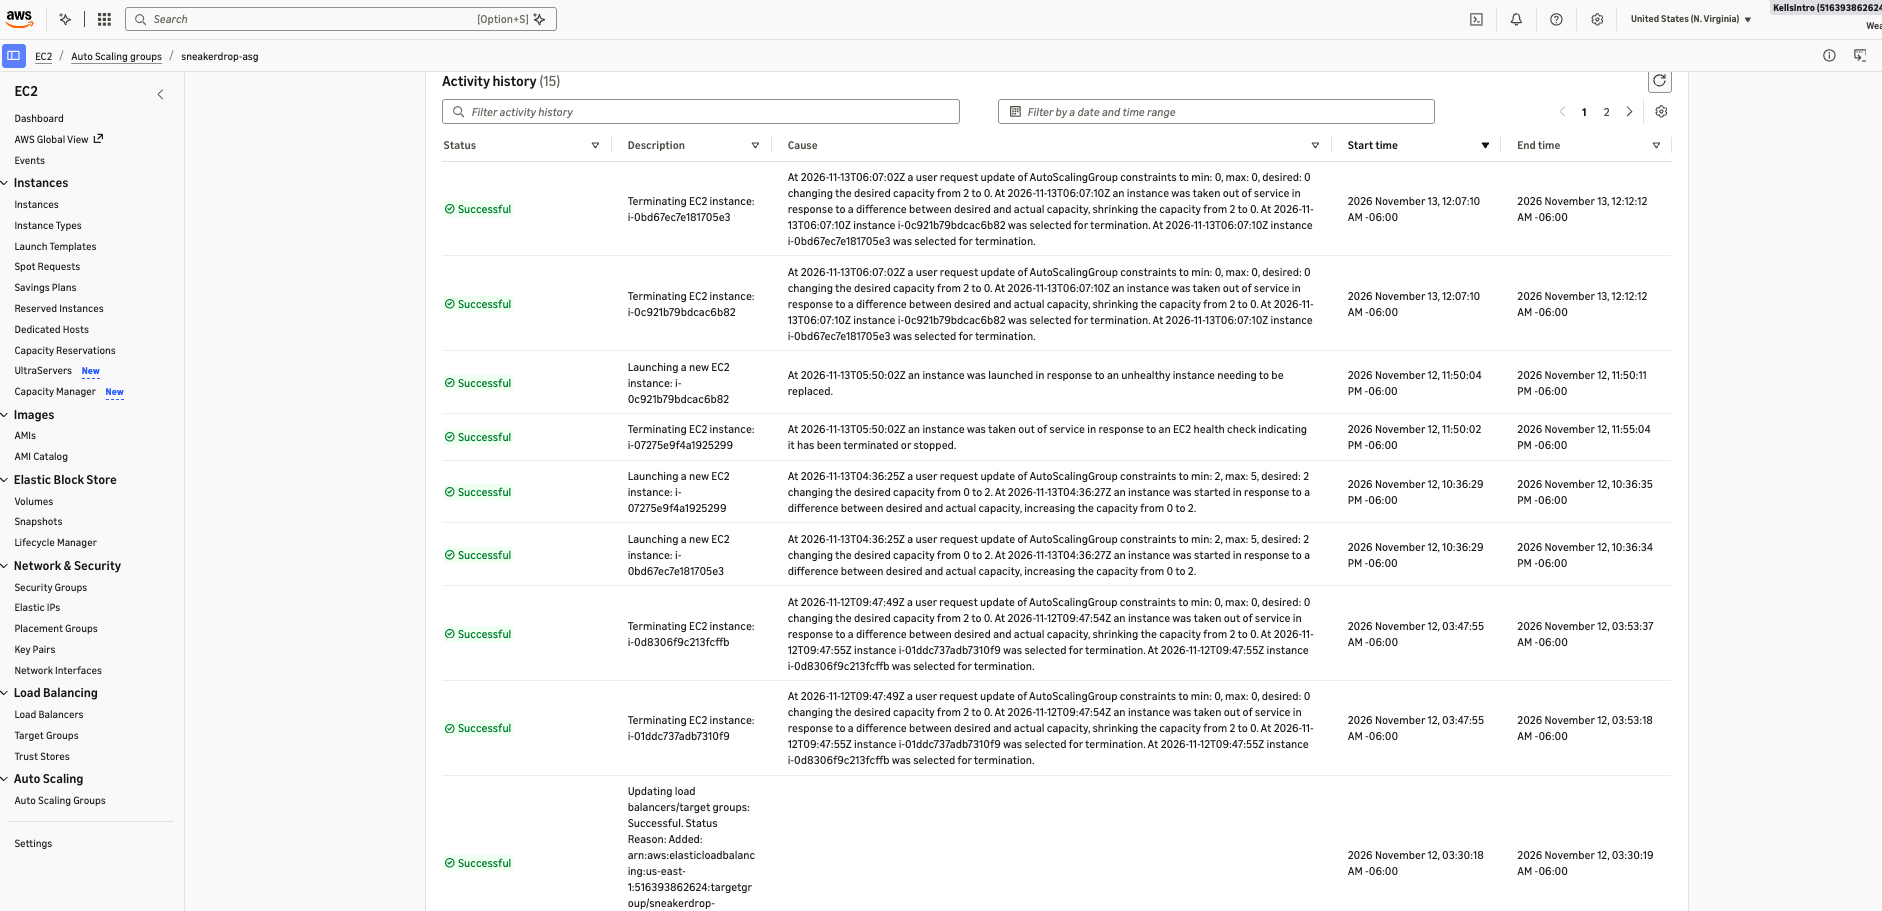 aws
Search
[Option+S]
United States (N. Virginia)
KellsIntro (516393862624
EC2 / Auto Scaling groups / sneakerdrop-asg
EC2
Dashboard
AWS Global View
Events
Instances
Instances
Instance Types
Launch Templates
Spot Requests
Savings Plans
Reserved Instances
Dedicated Hosts
Capacity Reservations
UltraServers New
Capacity Manager New
Images
AMIs
AMI Catalog
Elastic Block Store
Volumes
Snapshots
Lifecycle Manager
Network & Security
Security Groups
Elastic IPs
Placement Groups
Key Pairs
Network Interfaces
Load Balancing
Load Balancers
Target Groups
Trust Stores
Auto Scaling
Auto Scaling Groups
Settings
Activity history (15)
Filter activity history
Filter by a date and time range
1 2
Status Description Cause Start time End time
Successful
Terminating EC2 instance:
i-0bd67ec7e181705e3
At 2026-11-13T06:07:02Z a user request update of AutoScalingGroup constraints to min: 0, max: 0, desired: 0
changing the desired capacity from 2 to 0. At 2026-11-13T06:07:10Z an instance was taken out of service in
response to a difference between desired and actual capacity, shrinking the capacity from 2 to 0. At 2026-11-
13T06:07:10Z instance i-0c921b79bdcac6b82 was selected for termination. At 2026-11-13T06:07:10Z instance
i-0bd67ec7e181705e3 was selected for termination.
2026 November 13, 12:07:10
AM -06:00
2026 November 13, 12:12:12
AM -06:00
Successful
Terminating EC2 instance:
i-0c921b79bdcac6b82
At 2026-11-13T06:07:02Z a user request update of AutoScalingGroup constraints to min: 0, max: 0, desired: 0
changing the desired capacity from 2 to 0. At 2026-11-13T06:07:10Z an instance was taken out of service in
response to a difference between desired and actual capacity, shrinking the capacity from 2 to 0. At 2026-11-
13T06:07:10Z instance i-0c921b79bdcac6b82 was selected for termination. At 2026-11-13T06:07:10Z instance
i-0bd67ec7e181705e3 was selected for termination.
2026 November 13, 12:07:10
AM -06:00
2026 November 13, 12:12:12
AM -06:00
Successful
Launching a new EC2
instance: i-
0c921b79bdcac6b82
At 2026-11-13T05:50:02Z an instance was launched in response to an unhealthy instance needing to be
replaced.
2026 November 12, 11:50:04
PM -06:00
2026 November 12, 11:50:11
PM -06:00
Successful
Terminating EC2 instance:
i-07275e9f4a1925299
At 2026-11-13T05:50:02Z an instance was taken out of service in response to an EC2 health check indicating
it has been terminated or stopped.
2026 November 12, 11:50:02
PM -06:00
2026 November 12, 11:55:04
PM -06:00
Successful
Launching a new EC2
instance: i-
07275e9f4a1925299
At 2026-11-13T04:36:25Z a user request update of AutoScalingGroup constraints to min: 2, max: 5, desired: 2
changing the desired capacity from 0 to 2. At 2026-11-13T04:36:27Z an instance was started in response to a
difference between desired and actual capacity, increasing the capacity from 0 to 2.
2026 November 12, 10:36:29
PM -06:00
2026 November 12, 10:36:35
PM -06:00
Successful
Launching a new EC2
instance: i-
0bd67ec7e181705e3
At 2026-11-13T04:36:25Z a user request update of AutoScalingGroup constraints to min: 2, max: 5, desired: 2
changing the desired capacity from 0 to 2. At 2026-11-13T04:36:27Z an instance was started in response to a
difference between desired and actual capacity, increasing the capacity from 0 to 2.
2026 November 12, 10:36:29
PM -06:00
2026 November 12, 10:36:34
PM -06:00
Successful
Terminating EC2 instance:
i-0d8306f9c213fcffb
At 2026-11-12T09:47:49Z a user request update of AutoScalingGroup constraints to min: 0, max: 0, desired: 0
changing the desired capacity from 2 to 0. At 2026-11-12T09:47:54Z an instance was taken out of service in
response to a difference between desired and actual capacity, shrinking the capacity from 2 to 0. At 2026-11-
12T09:47:55Z instance i-01ddc737adb7310f9 was selected for termination. At 2026-11-12T09:47:55Z instance
i-0d8306f9c213fcffb was selected for termination.
2026 November 12, 03:47:55
AM -06:00
2026 November 12, 03:53:37
AM -06:00
Successful
Terminating EC2 instance:
i-01ddc737adb7310f9
At 2026-11-12T09:47:49Z a user request update of AutoScalingGroup constraints to min: 0, max: 0, desired: 0
changing the desired capacity from 2 to 0. At 2026-11-12T09:47:54Z an instance was taken out of service in
response to a difference between desired and actual capacity, shrinking the capacity from 2 to 0. At 2026-11-
12T09:47:55Z instance i-01ddc737adb7310f9 was selected for termination. At 2026-11-12T09:47:55Z instance
i-0d8306f9c213fcffb was selected for termination.
2026 November 12, 03:47:55
AM -06:00
2026 November 12, 03:53:18
AM -06:00
Successful
Updating load
balancers/target groups:
Successful. Status
Reason: Added:
arn:aws:elasticloadbalanc
ing:us-east-
1:516393862624:targetgr
oup/sneakerdrop-
2026 November 12, 03:30:18
AM -06:00
2026 November 12, 03:30:19
AM -06:00